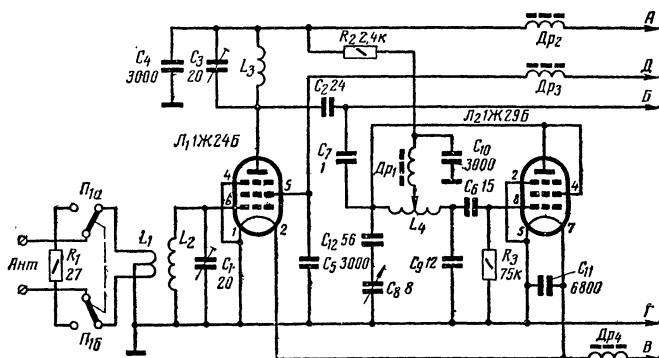 А
Др₂
R₂ 2,4к
C₄
3000
C₃
20
L₃
Д
Др₃
C₂ 24
Б
Л₁ 1Ж24Б
Л₂ 1Ж29Б
C₇
1
Др₁
C₁₀
3000
C₆ 15
4
5
6
1
2
2
4
8
5
7
П₁а
L₁
L₂
L₄
R₁
27
Ант
C₁
20
C₁₂ 56
C₅ 3000
C₈ 8
C₉ 12
R₃
75к
C₁₁
6800
П₁б
Г
Др₄
В